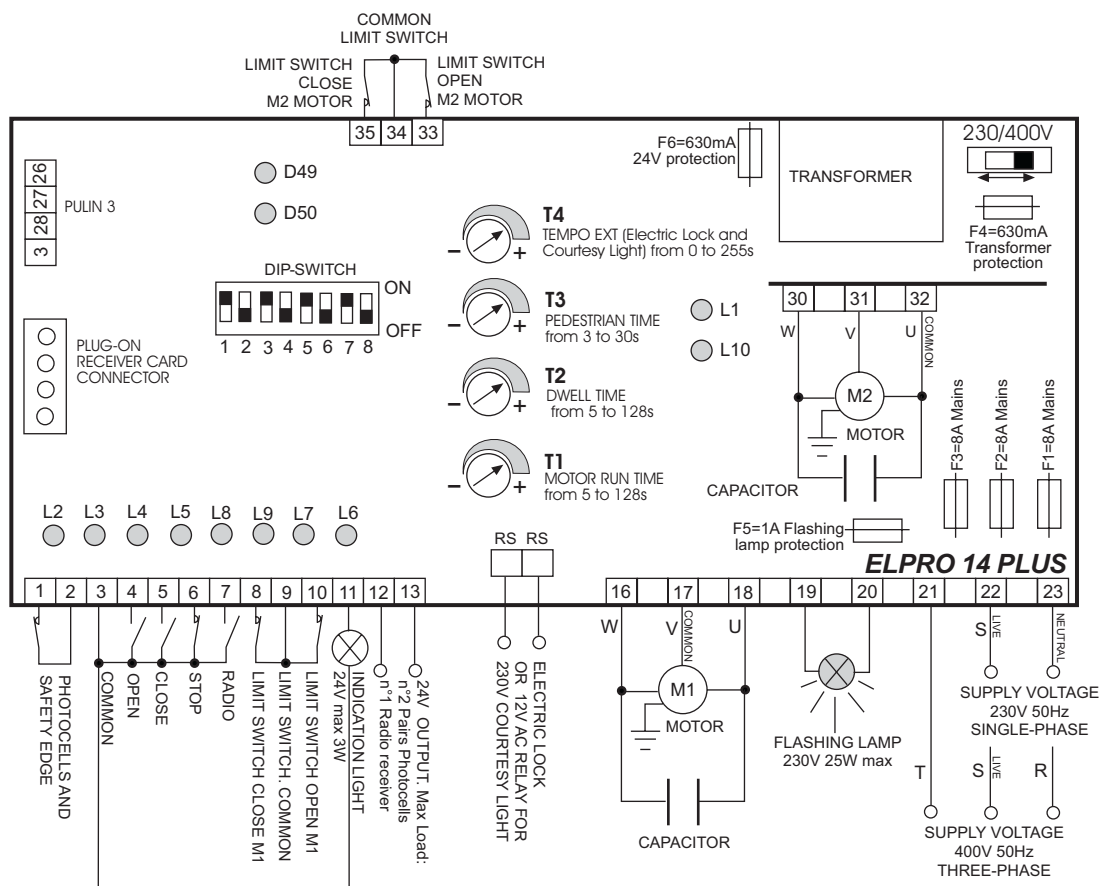 COMMON
LIMIT SWITCH
LIMIT SWITCH
CLOSE
M2 MOTOR
LIMIT SWITCH
OPEN
M2 MOTOR
35 34 33
26
27
28
3
PULIN 3
D49
D50
DIP-SWITCH
ON
OFF
1 2 3 4 5 6 7 8
PLUG-ON
RECEIVER CARD
CONNECTOR
T4
TEMPO EXT (Electric Lock and
Courtesy Light) from 0 to 255s
- +
T3
PEDESTRIAN TIME
from 3 to 30s
- +
T2
DWELL TIME
from 5 to 128s
- +
T1
MOTOR RUN TIME
from 5 to 128s
- +
F6=630mA
24V protection
TRANSFORMER
230/400V
F4=630mA
Transformer
protection
L1
L10
30 31 32
W V U
COMMON
M2
MOTOR
CAPACITOR
F3=8A Mains
F2=8A Mains
F1=8A Mains
F5=1A Flashing
lamp protection
ELPRO 14 PLUS
L2 L3 L4 L5 L8 L9 L7 L6
RS RS
1 2 3 4 5 6 7 8 9 10 11 12 13
16 17 18 19 20 21 22 23
PHOTOCELLS AND
SAFETY EDGE
COMMON
OPEN
CLOSE
STOP
RADIO
LIMIT SWITCH CLOSE M1
LIMIT SWITCH. COMMON
LIMIT SWITCH OPEN M1
INDICATION LIGHT
24V max 3W
24V OUTPUT. Max Load:
n°2 Pairs Photocells
n°1 Radio receiver
ELECTRIC LOCK
OR 12V AC RELAY FOR
230V COURTESY LIGHT
W V U
COMMON
M1
MOTOR
CAPACITOR
FLASHING LAMP
230V 25W max
S LIVE
NEUTRAL
SUPPLY VOLTAGE
230V 50Hz
SINGLE-PHASE
T S LIVE R
SUPPLY VOLTAGE
400V 50Hz
THREE-PHASE